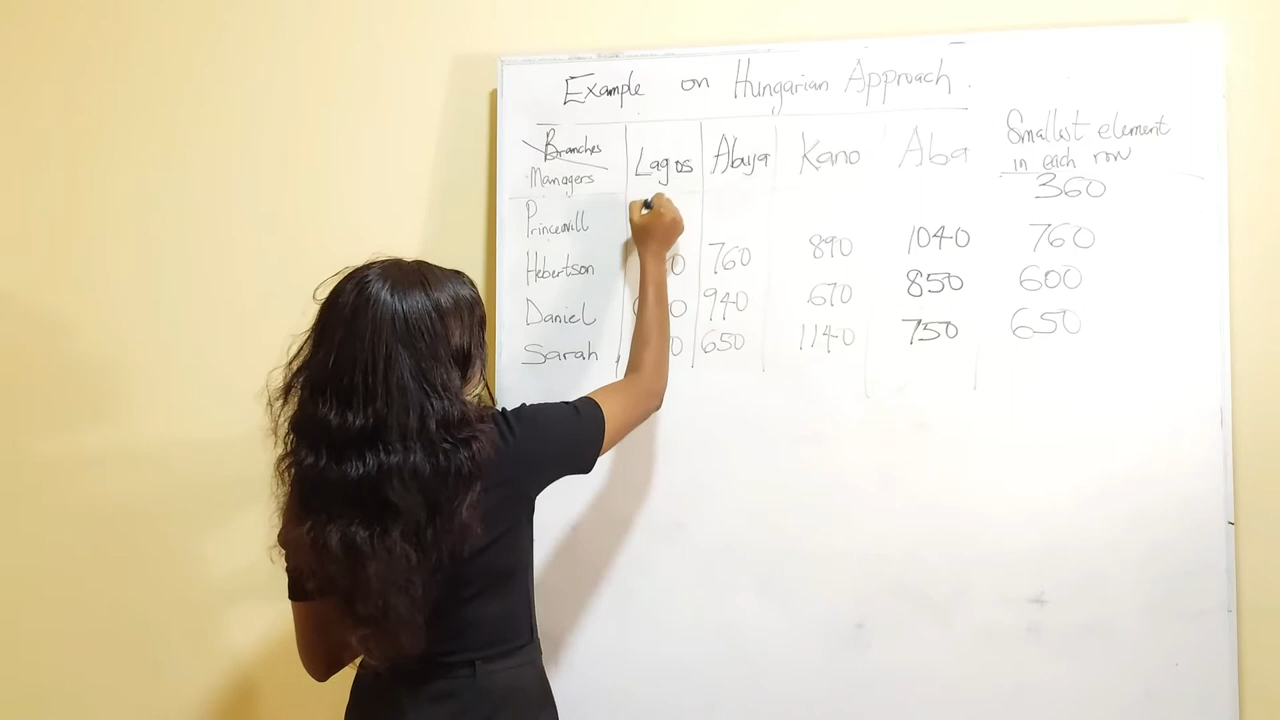 Example on Hungarian Approach.
Branches
Managers
Lagos Abuja Kano Aba
Smallest element
in each row
360
Princewill
Hebertson 760 890 1040 760
Daniel 940 670 850 600
Sarah 650 1140 750 650